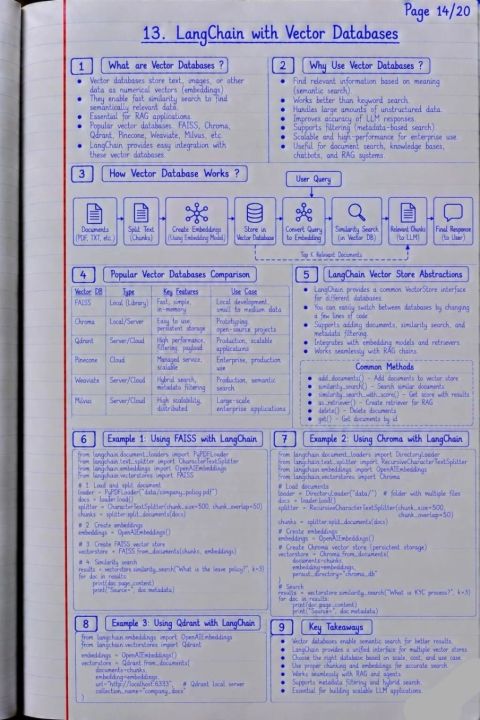 Page 14/20
13. LangChain with Vector Databases
1 What are Vector Databases ?
• Vector databases store text, images, or other
data as numerical vectors (embeddings)
• They enable fast similarity search to find
semantically relevant data.
• Essential for RAG applications
• Popular vector databases: FAISS, Chroma,
Qdrant, Pinecone, Weaviate, Milvus, etc
• LangChain provides easy integration with
these vector databases.
2 Why Use Vector Databases ?
• Find relevant information based on meaning
(semantic search).
• Works better than keyword search.
• Handles large amounts of unstructured data.
• Improves accuracy of LLM responses.
• Supports filtering (metadata-based search).
• Scalable and high-performance for enterprise use.
• Useful for document search, knowledge bases,
chatbots, and RAG systems.
3 How Vector Database Works ?
User Query
Documents
(PDF, TXT, etc.)
Split Text
(Chunks)
Create Embeddings
(Using Embedding Model)
Store in
Vector Database
Convert Query
to Embedding
Similarity Search
(in Vector DB)
Relevant Chunks
(to LLM)
Final Response
(to User)
Top K Relevant Documents
4 Popular Vector Databases Comparison
Vector DB Type Key Features Use Case
FAISS Local (Library) Fast, simple, in-memory Local development, small to medium data
Chroma Local/Server Easy to use, persistent storage Prototyping, open-source projects
Qdrant Server/Cloud High performance, filtering, payload Production, scalable applications
Pinecone Cloud Managed service, scalable Enterprise, production use
Weaviate Server/Cloud Hybrid search, metadata filtering Production, semantic search
Milvus Server/Cloud High scalability, distributed Large-scale enterprise applications
5 LangChain Vector Store Abstractions
• LangChain provides a common VectorStore interface
for different databases.
• You can easily switch between databases by changing
a few lines of code
• Supports adding documents, similarity search, and
metadata filtering
• Integrates with embedding models and retrievers
• Works seamlessly with RAG chains.
Common Methods
• add_documents() - Add documents to vector store
• similarity_search() - Search similar documents
• similarity_search_with_score() - Get score with results
• as_retriever() - Create retriever for RAG
• delete() - Delete documents
• get() - Get documents by id
6 Example 1: Using FAISS with LangChain
from langchain.document_loaders import PyPDFLoader
from langchain.text_splitter import CharacterTextSplitter
from langchain.embeddings import OpenAIEmbeddings
from langchain.vectorstores import FAISS
# 1. Load and split document
loader = PyPDFLoader("data/company_policy.pdf")
docs = loader.load()
splitter = CharacterTextSplitter(chunk_size=500, chunk_overlap=50)
chunks = splitter.split_documents(docs)
# 2. Create embeddings
embeddings = OpenAIEmbeddings()
# 3. Create FAISS vector store
vectorstore = FAISS.from_documents(chunks, embeddings)
# 4. Similarity search
results = vectorstore.similarity_search("What is the leave policy?", k=3)
for doc in results:
print(doc.page_content)
print("Source=", doc.metadata)
7 Example 2: Using Chroma with LangChain
from langchain.document_loaders import DirectoryLoader
from langchain.text_splitter import RecursiveCharacterTextSplitter
from langchain.embeddings import OpenAIEmbeddings
from langchain.vectorstores import Chroma
# Load documents
loader = DirectoryLoader("data/") # folder with multiple files
docs = loader.load()
splitter = RecursiveCharacterTextSplitter(chunk_size=500,
chunk_overlap=50)
chunks = splitter.split_documents(docs)
# Create embeddings
embeddings = OpenAIEmbeddings()
# Create Chroma vector store (persistent storage)
vectorstore = Chroma.from_documents(
documents=chunks,
embedding=embeddings,
persist_directory="chroma_db"
)
# Search
results = vectorstore.similarity_search("What is KYC process?", k=3)
for doc in results:
print(doc.page_content)
print("Source=", doc.metadata)
8 Example 3: Using Qdrant with LangChain
from langchain.embeddings import OpenAIEmbeddings
from langchain.vectorstores import Qdrant
embeddings = OpenAIEmbeddings()
vectorstore = Qdrant.from_documents(
documents=chunks,
embedding=embeddings,
url="http://localhost:6333", # Qdrant local server
collection_name="company_docs"
)
9 Key Takeaways
• Vector databases enable semantic search for better results.
• LangChain provides a unified interface for multiple vector stores
• Choose the right database based on scale, cost, and use case.
• Use proper chunking and embeddings for accurate search.
• Works seamlessly with RAG and agents
• Supports metadata filtering and hybrid search.
• Essential for building scalable LLM applications.